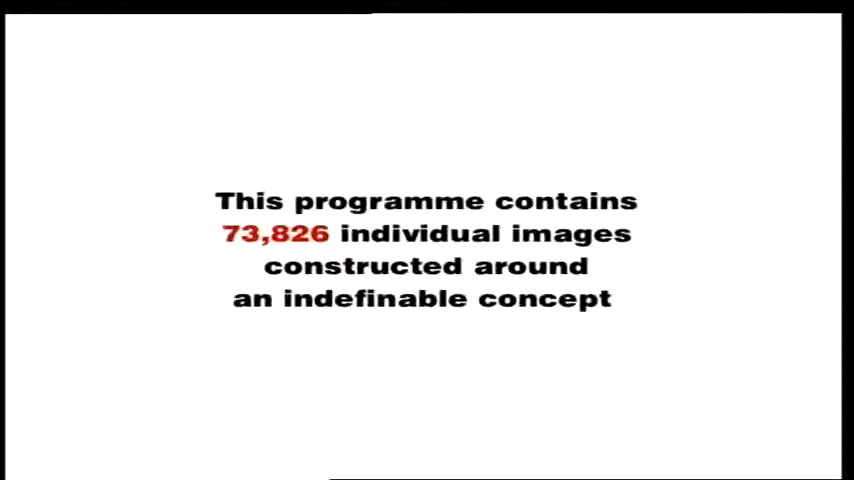 This programme contains
73,826 individual images
constructed around
an indefinable concept